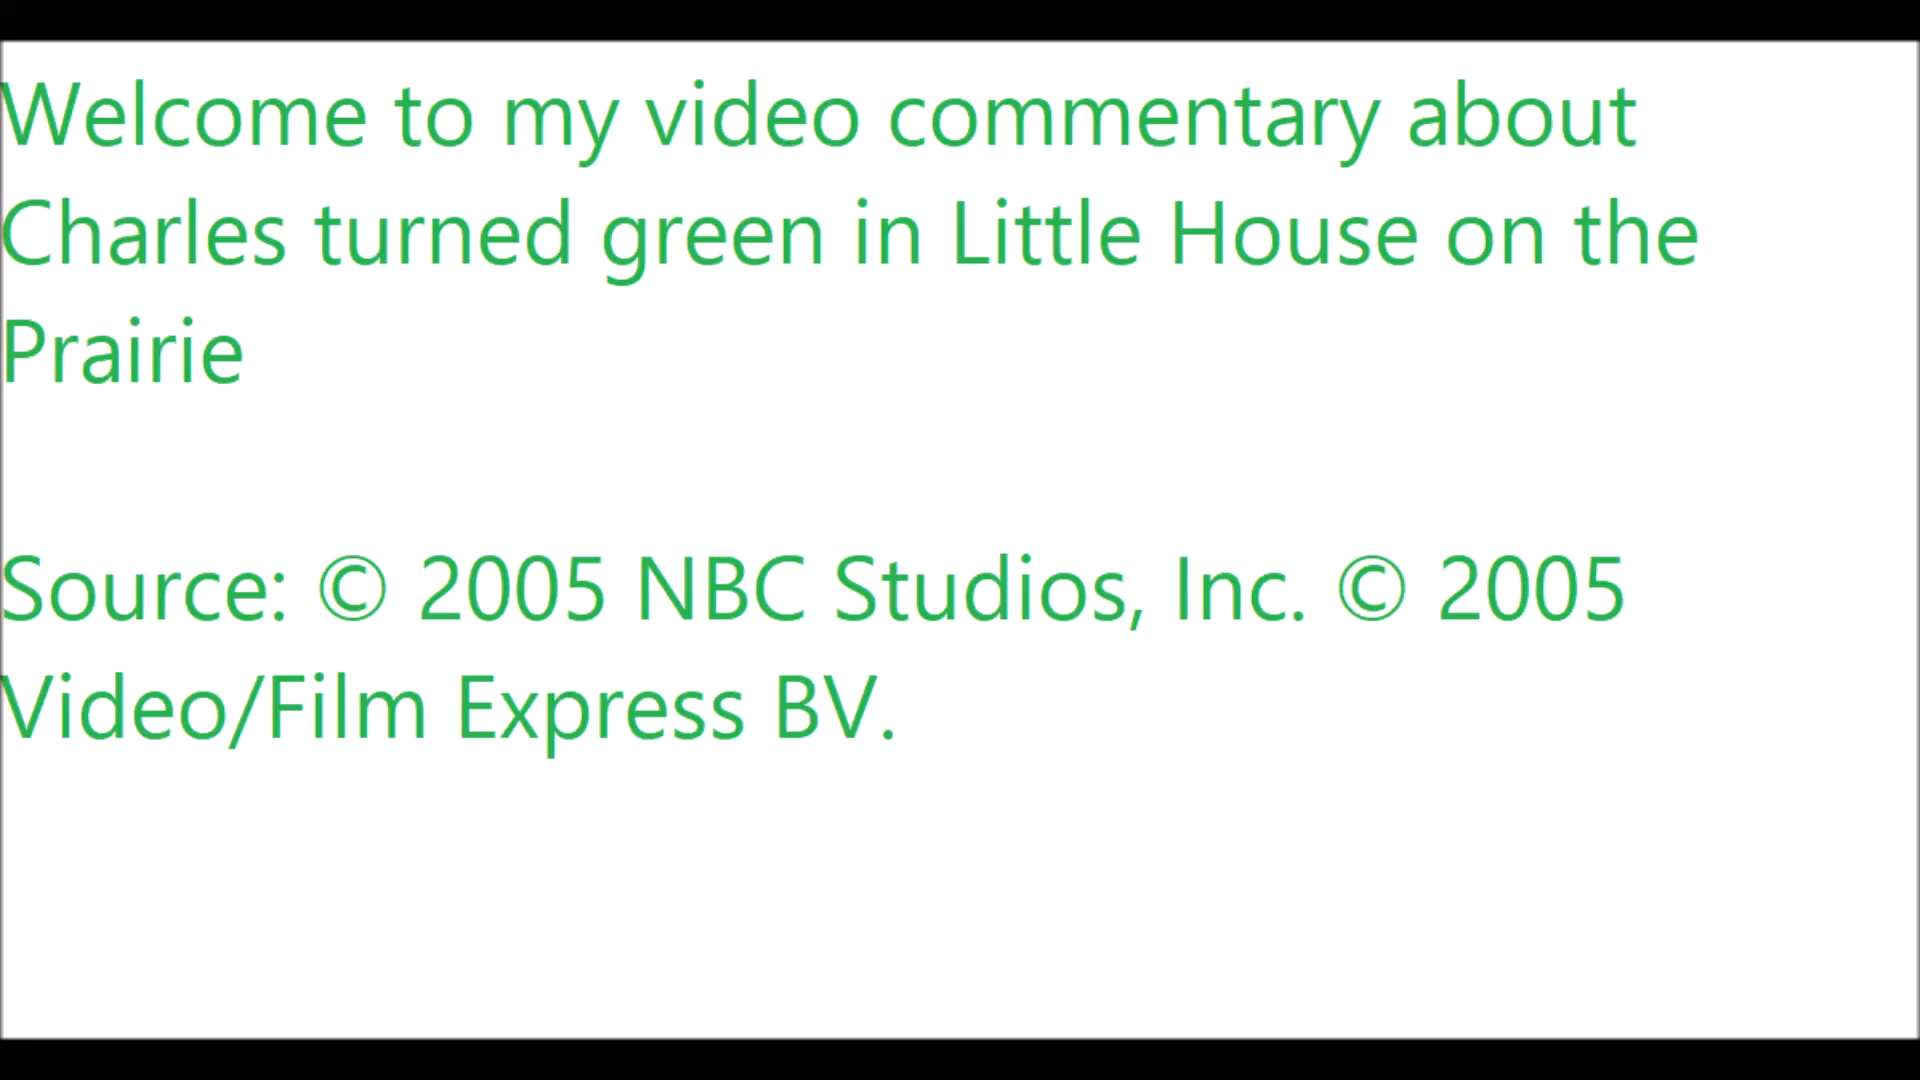 Welcome to my video commentary about
Charles turned green in Little House on the
Prairie
Source: © 2005 NBC Studios, Inc. © 2005
Video/Film Express BV.